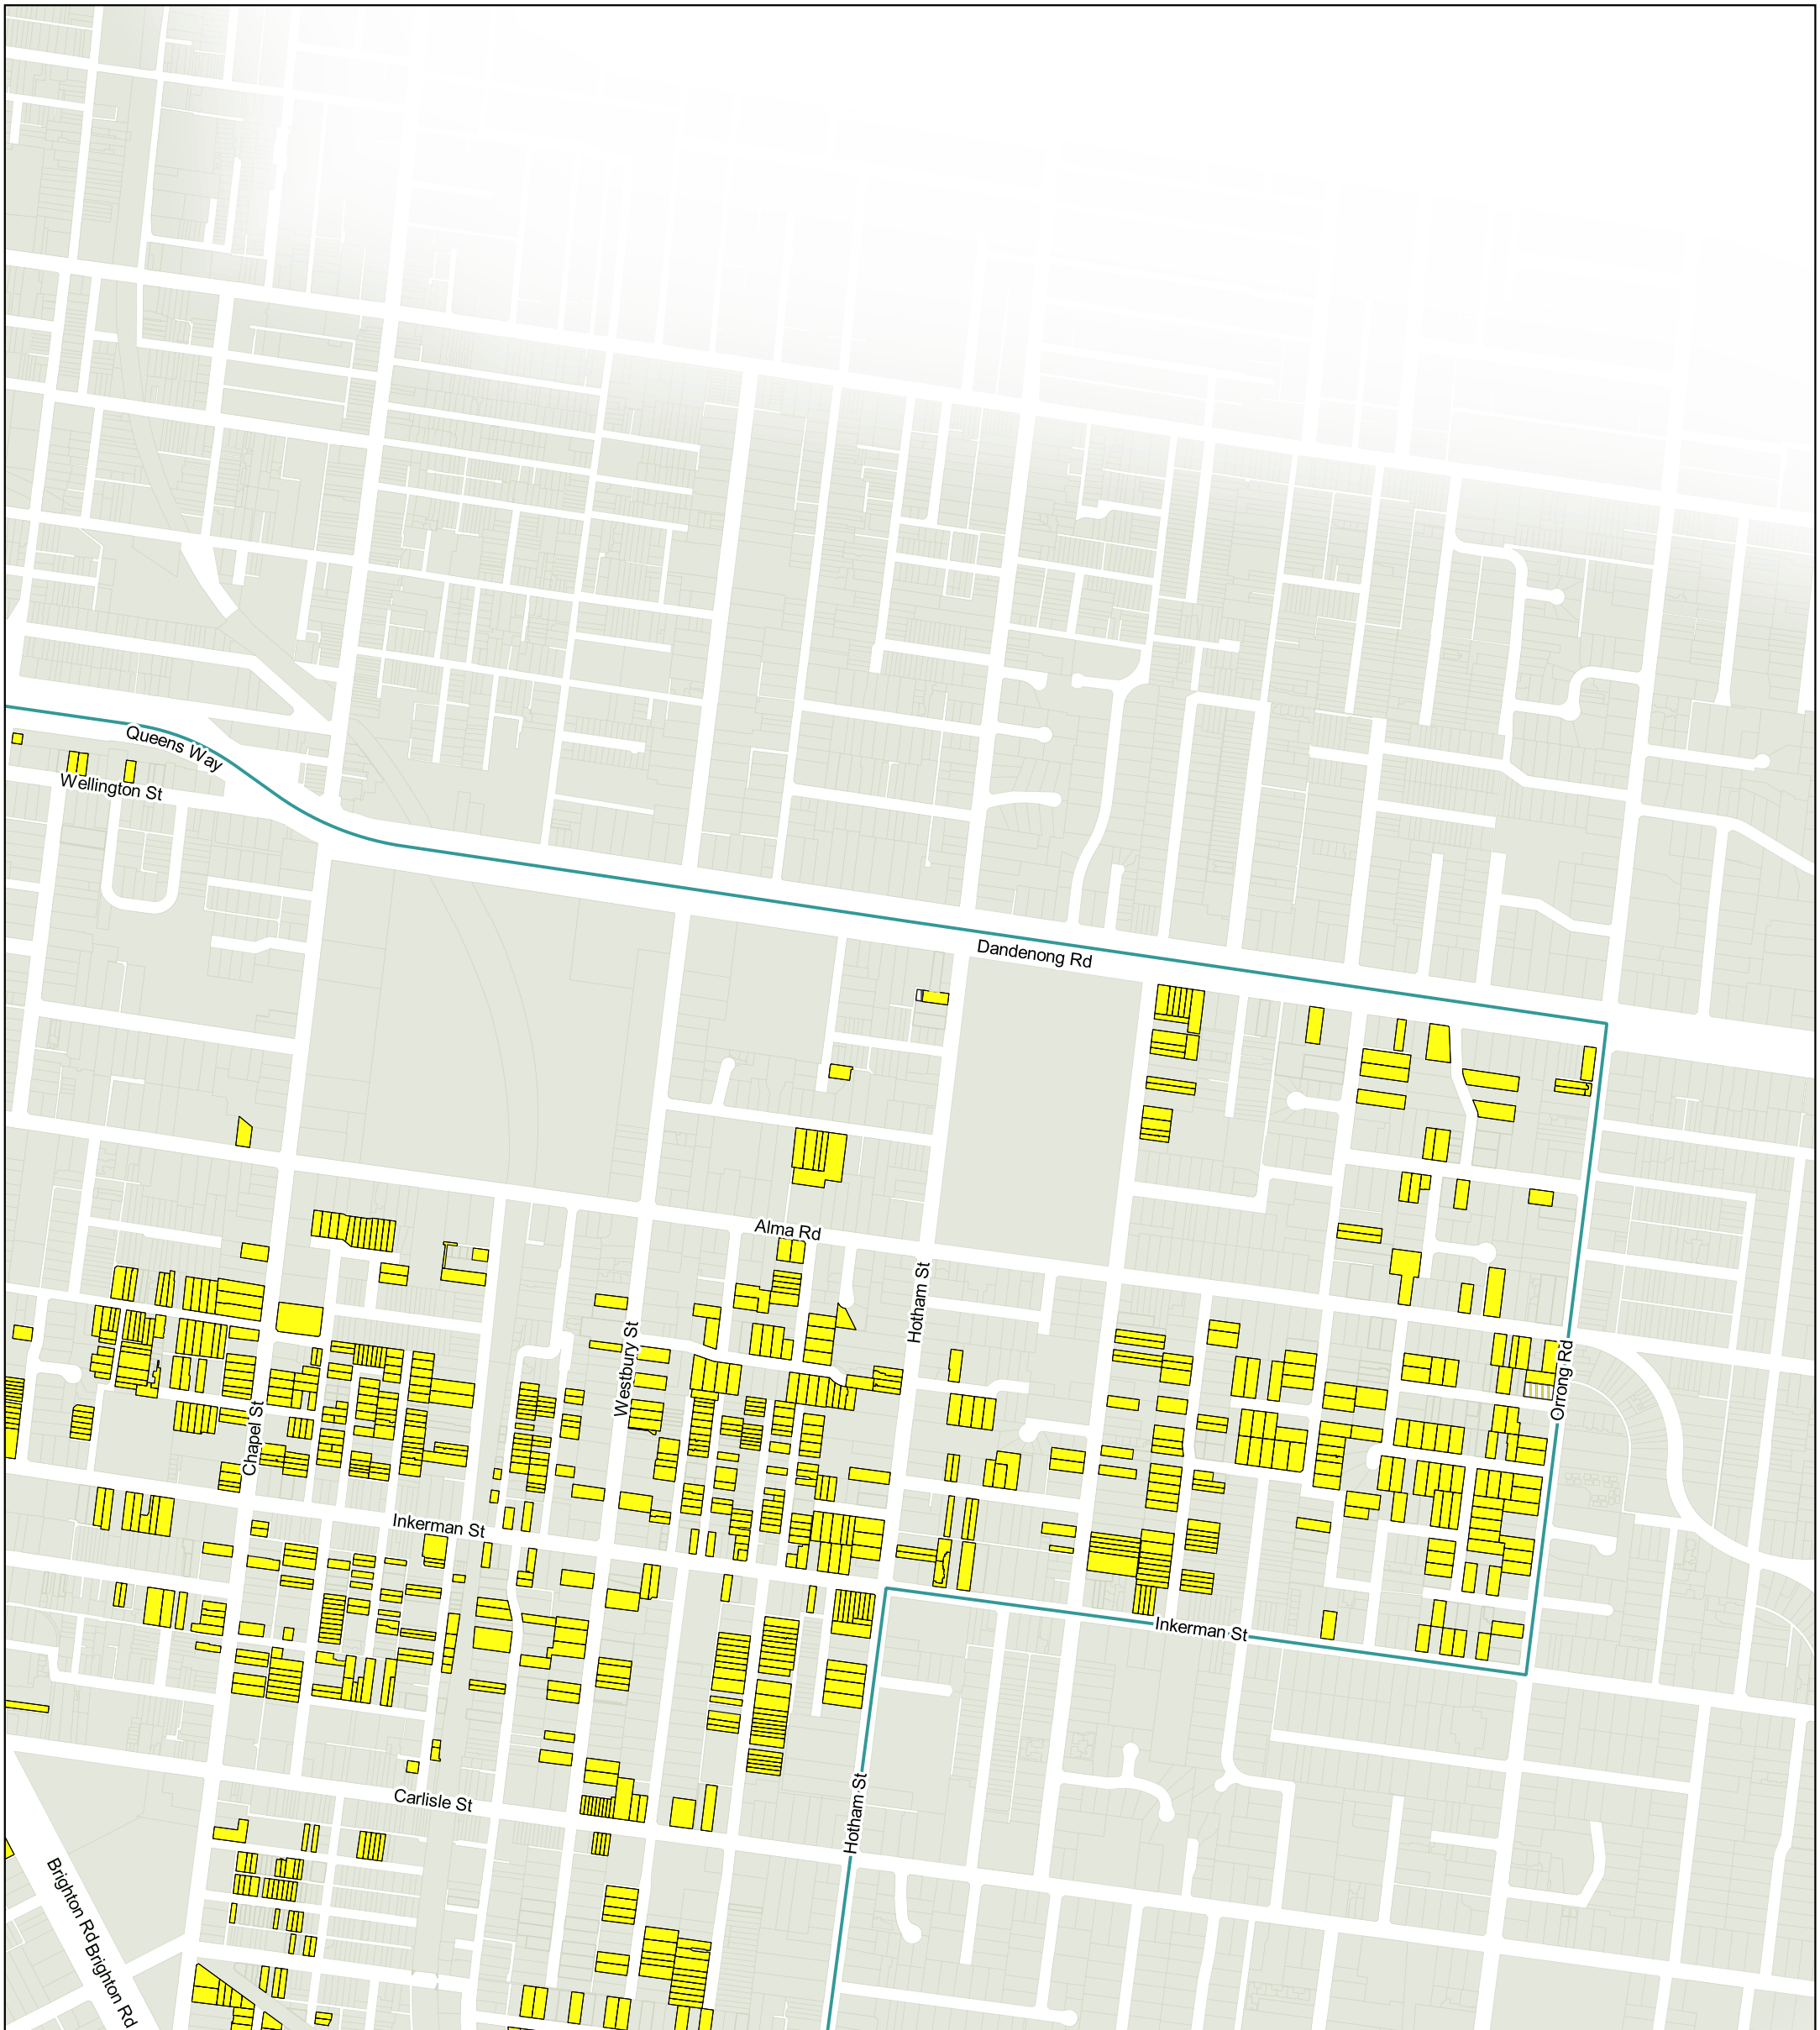 Queens Way
Wellington St
Dandenong Rd
Alma Rd
Hotham St
Westbury St
Orrong Rd
Chapel St
Inkerman St
Inkerman St
Carlisle St
Hotham St
Brighton Rd
Brighton Rd